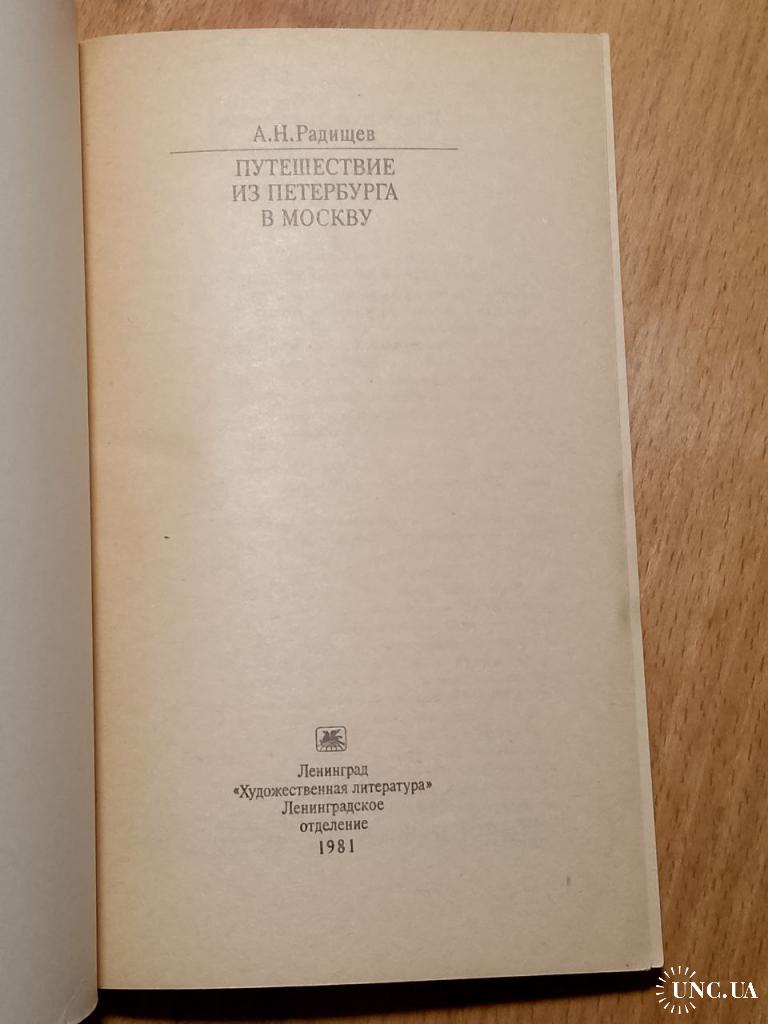 А.Н.Радищев
ПУТЕШЕСТВИЕ
ИЗ ПЕТЕРБУРГА
В МОСКВУ
Ленинград
«Художественная литература»
Ленинградское
отделение
1981
UNC.UA